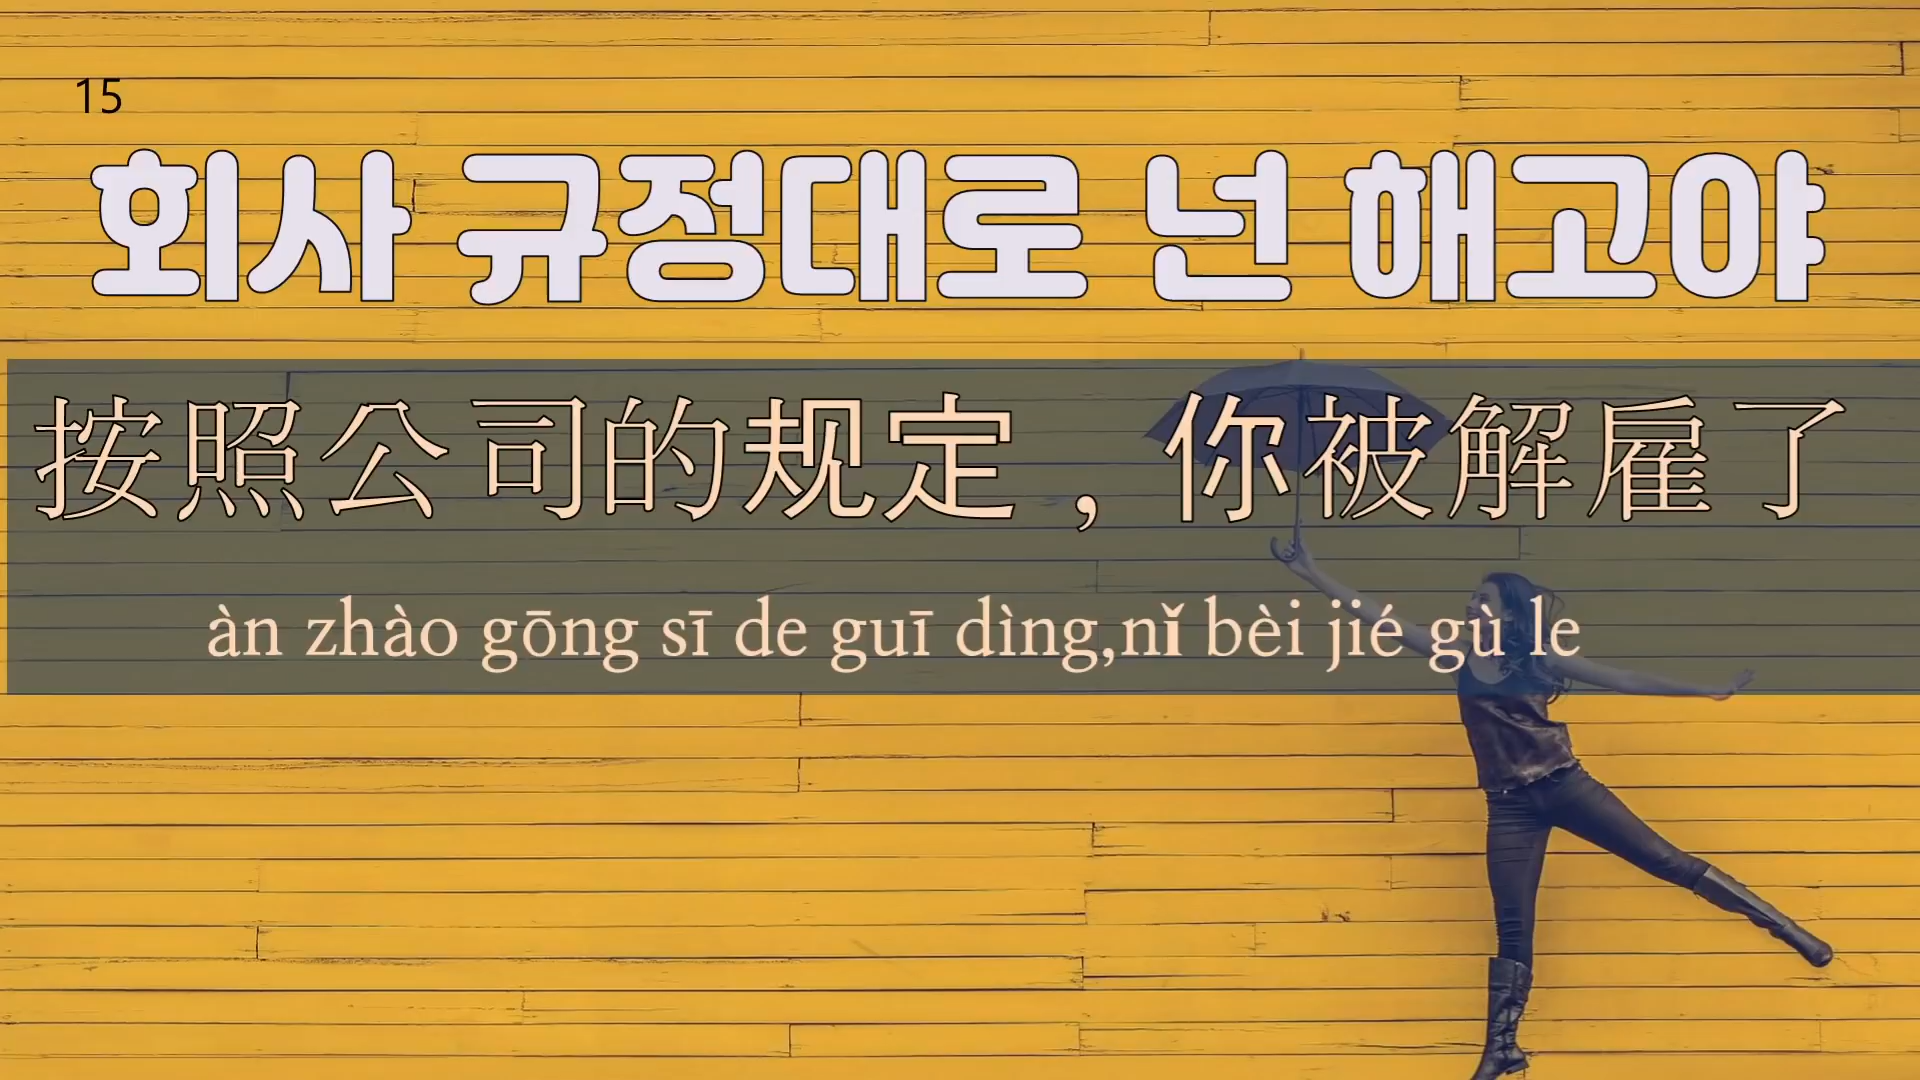 15
회사 규정대로 넌 해고야
按照公司的规定，你被解雇了
àn zhào gōng sī de guī dìng,nǐ bèi jié gù le